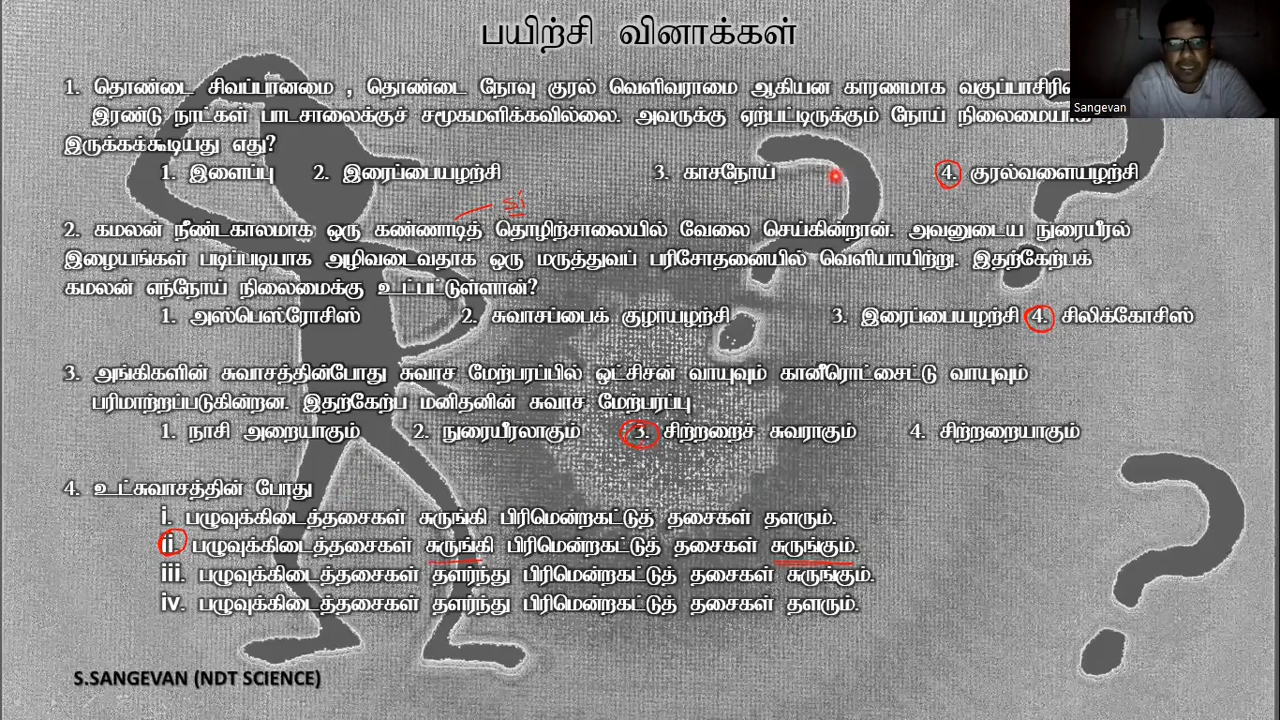 பயிற்சி வினாக்கள்
Sangevan
1. தொண்டை சிவப்பானமை , தொண்டை நோவு குரல் வெளிவராமை ஆகியன காரணமாக
இரண்டு நாட்கள் பாடசாலைக்குச் சமூகமளிக்கவில்லை. அவருக்கு ஏற்பட்டிருக்கும் நோய் நிலைமையாக
இருக்கக்கூடியது எது?
1. இளைப்பு 2. இரைப்பையழற்சி 3. காசநோய் 4. குரல்வளையழற்சி
2. கமலன் நீண்டகாலமாக ஒரு கண்ணாடித் தொழிற்சாலையில் வேலை செய்கின்றான். அவனுடைய நுரையீரல்
இழையங்கள் படிப்படியாக அழிவடைவதாக ஒரு மருத்துவப் பரிசோதனையில் வெளியாயிற்று. இதற்கேற்பக்
கமலன் எந்நோய் நிலைமைக்கு உட்பட்டுள்ளான்?
1. அஸ்பெஸ்ரோசிஸ் 2. சுவாசப்பைக் குழாயழற்சி 3. இரைப்பையழற்சி 4. சிலிக்கோசிஸ்
3. அங்கிகளின் சுவாசத்தின்போது சுவாச மேற்பரப்பில் ஒட்சிசன் வாயுவும் கானீரொட்சைட்டு வாயுவும்
பரிமாற்றப்படுகின்றன. இதற்கேற்ப மனிதனின் சுவாச மேற்பர்ப்பு
1. நாசி அறையாகும் 2. நுரையீரலாகும் 3. சிற்றறைச் சுவராகும் 4. சிற்றறையாகும்
4. உட்சுவாசத்தின் போது
i. பழுவுக்கிடைத்தசைகள் சுருங்கி பிரிமென்றகட்டுத் தசைகள் தளரும்.
ii. பழுவுக்கிடைத்தசைகள் சுருங்கி பிரிமென்றகட்டுத் தசைகள் சுருங்கும்.
iii. பழுவுக்கிடைத்தசைகள் தளர்ந்து பிரிமென்றகட்டுத் தசைகள் சுருங்கும்.
iv. பழுவுக்கிடைத்தசைகள் தளர்ந்து பிரிமென்றகட்டுத் தசைகள் தளரும்.
S.SANGEVAN (NDT SCIENCE)